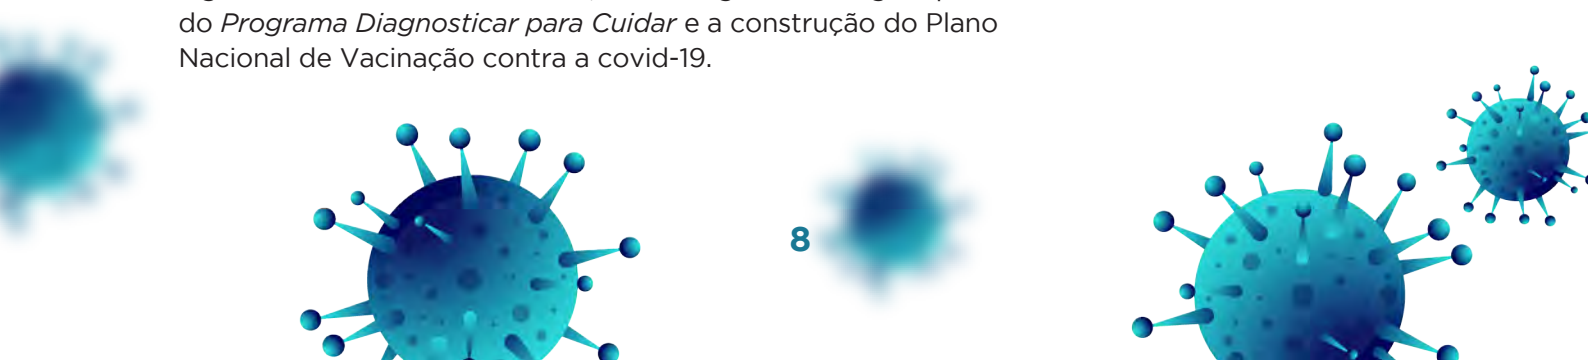 do Programa Diagnosticar para Cuidar e a construção do Plano
Nacional de Vacinação contra a covid-19.
8